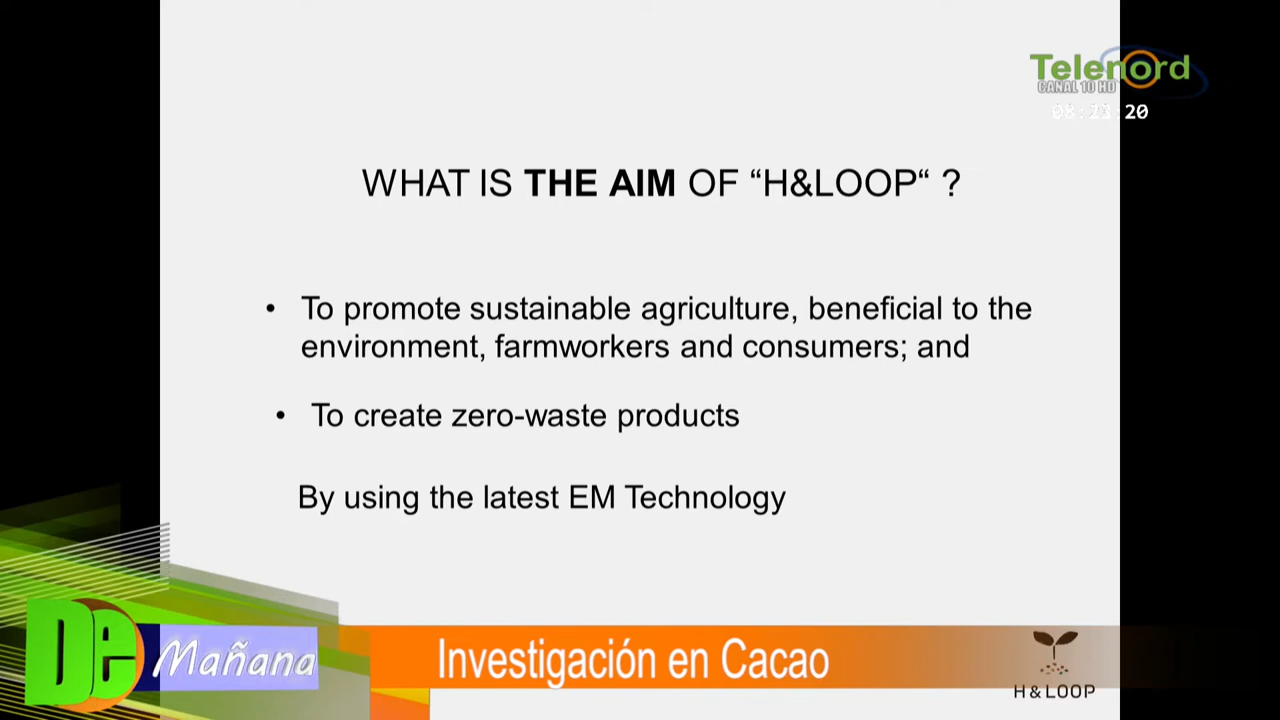 Telenord
CANAL 10 HD
08:23:20
WHAT IS THE AIM OF “H&LOOP“ ?
• To promote sustainable agriculture, beneficial to the
environment, farmworkers and consumers; and
• To create zero-waste products
By using the latest EM Technology
De
Mañana
Investigación en Cacao
H & LOOP